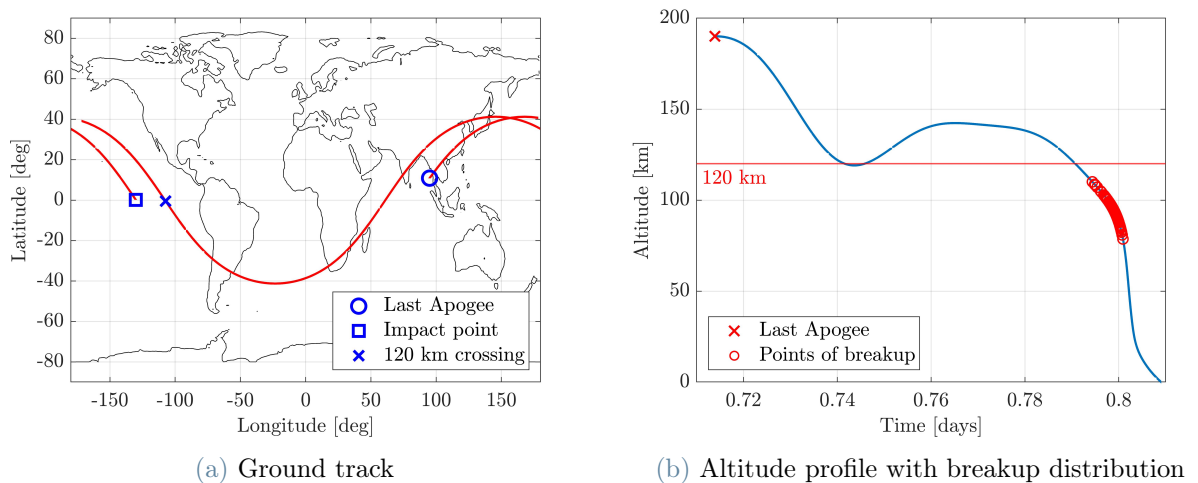 80
60
40
20
0
-20
-40
-60
-80
Latitude [deg]
-150 -100 -50 0 50 100 150
Longitude [deg]
Last Apogee
Impact point
120 km crossing
(a) Ground track
200
150
100
50
0
Altitude [km]
120 km
Last Apogee
Points of breakup
0.72 0.74 0.76 0.78 0.8
Time [days]
(b) Altitude profile with breakup distribution